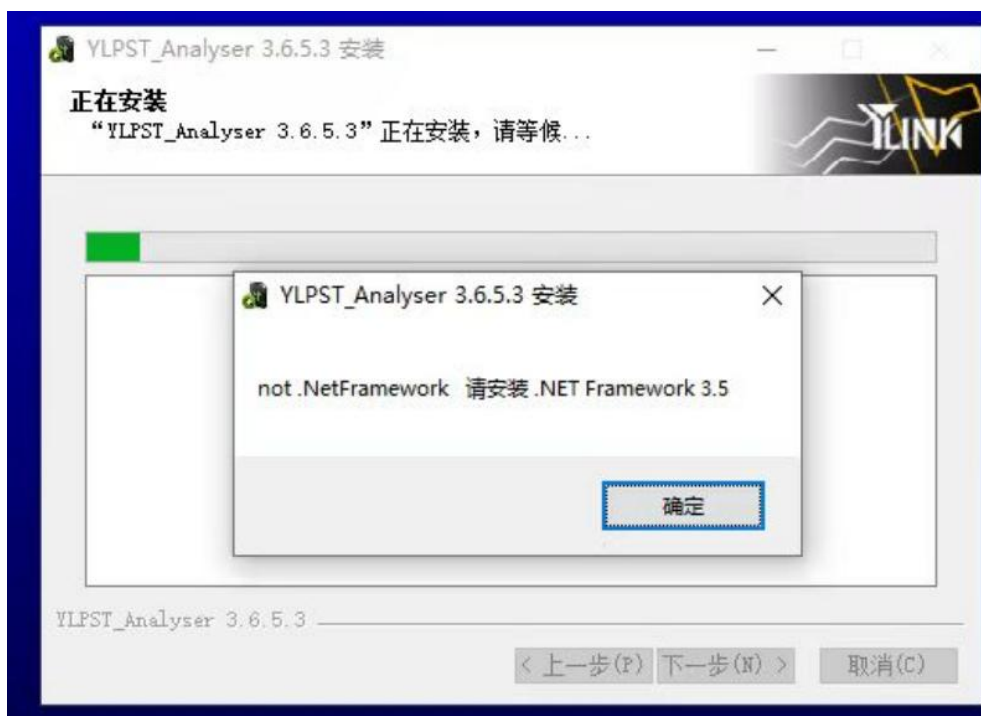 YLPST_Analyser 3.6.5.3 安装
正在安装
“YLPST_Analyser 3.6.5.3”正在安装，请等候...
YLINK
YLPST_Analyser 3.6.5.3 安装
not .NetFramework 请安装 .NET Framework 3.5
确定
YLPST_Analyser 3.6.5.3
< 上一步(P) 下一步(N) > 取消(C)